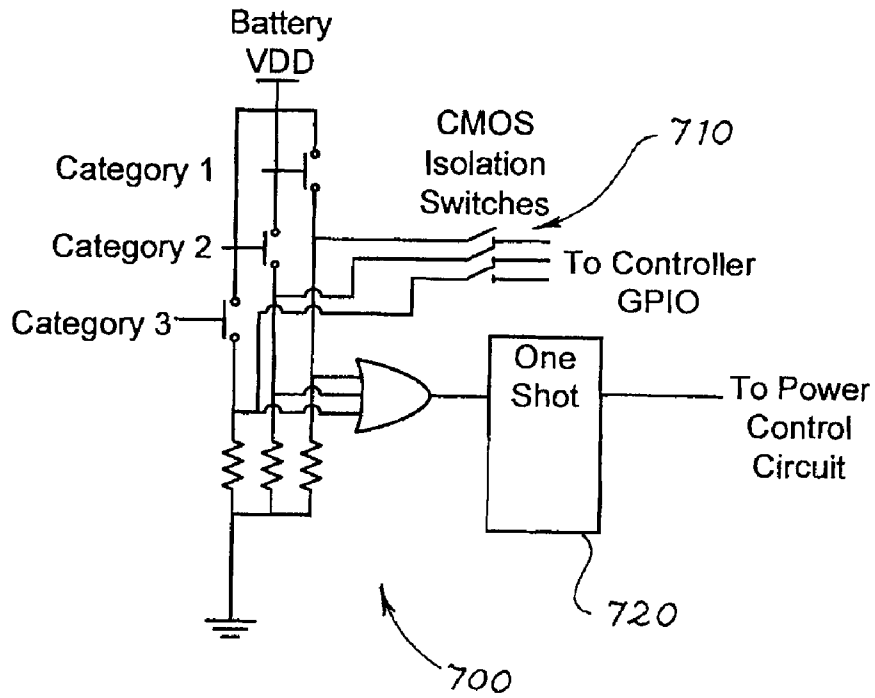 Battery
VDD
CMOS
Isolation
Switches
710
Category 1
Category 2
To Controller
GPIO
Category 3
One
Shot
To Power
Control
Circuit
720
700